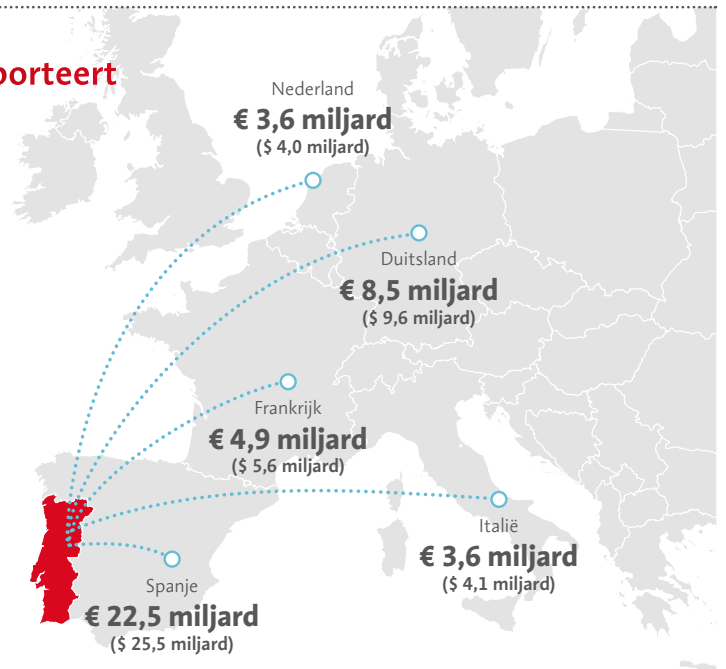 porteert
Nederland
€ 3,6 miljard
($ 4,0 miljard)
Duitsland
€ 8,5 miljard
($ 9,6 miljard)
Frankrijk
€ 4,9 miljard
($ 5,6 miljard)
Italië
€ 3,6 miljard
($ 4,1 miljard)
Spanje
€ 22,5 miljard
($ 25,5 miljard)